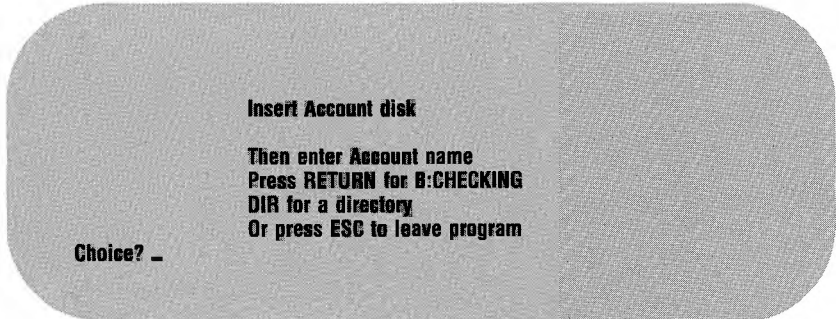 Insert Account disk
Then enter Account name
Press RETURN for B:CHECKING
DIR for a directory
Or press ESC to leave program
Choice? _